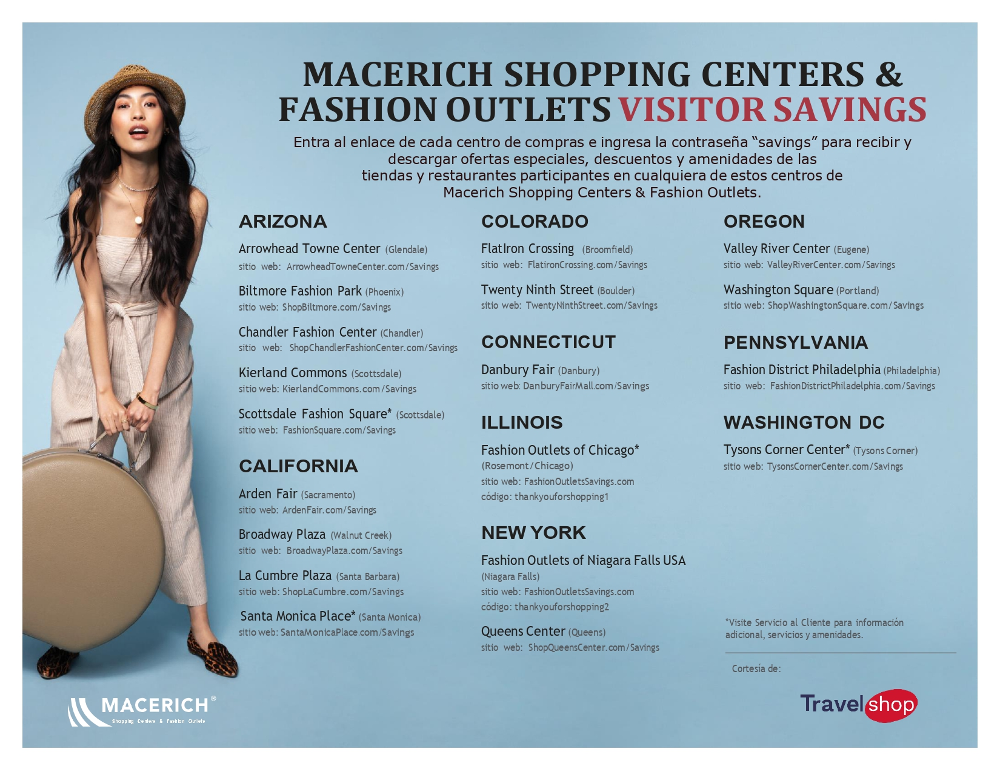 MACERICH SHOPPING CENTERS &
FASHION OUTLETS VISITOR SAVINGS
Entra al enlace de cada centro de compras e ingresa la contraseña “savings” para recibir y
descargar ofertas especiales, descuentos y amenidades de las
tiendas y restaurantes participantes en cualquiera de estos centros de
Macerich Shopping Centers & Fashion Outlets.
ARIZONA
Arrowhead Towne Center (Glendale)
sitio web: ArrowheadTowneCenter.com/Savings
Biltmore Fashion Park (Phoenix)
sitio web: ShopBiltmore.com/Savings
Chandler Fashion Center (Chandler)
sitio web: ShopChandlerFashionCenter.com/Savings
Kierland Commons (Scottsdale)
sitio web: KierlandCommons.com/Savings
Scottsdale Fashion Square* (Scottsdale)
sitio web: FashionSquare.com/Savings
CALIFORNIA
Arden Fair (Sacramento)
sitio web: ArdenFair.com/Savings
Broadway Plaza (Walnut Creek)
sitio web: BroadwayPlaza.com/Savings
La Cumbre Plaza (Santa Barbara)
sitio web: ShopLaCumbre.com/Savings
Santa Monica Place* (Santa Monica)
sitio web: SantaMonicaPlace.com/Savings
COLORADO
FlatIron Crossing (Broomfield)
sitio web: FlatironCrossing.com/Savings
Twenty Ninth Street (Boulder)
sitio web: TwentyNinthStreet.com/Savings
CONNECTICUT
Danbury Fair (Danbury)
sitio web: DanburyFairMall.com/Savings
ILLINOIS
Fashion Outlets of Chicago*
(Rosemont/Chicago)
sitio web: FashionOutletsSavings.com
código: thankyouforshopping1
NEW YORK
Fashion Outlets of Niagara Falls USA
(Niagara Falls)
sitio web: FashionOutletsSavings.com
código: thankyouforshopping2
Queens Center (Queens)
sitio web: ShopQueensCenter.com/Savings
OREGON
Valley River Center (Eugene)
sitio web: ValleyRiverCenter.com/Savings
Washington Square (Portland)
sitio web: ShopWashingtonSquare.com/Savings
PENNSYLVANIA
Fashion District Philadelphia (Philadelphia)
sitio web: FashionDistrictPhiladelphia.com/Savings
WASHINGTON DC
Tysons Corner Center* (Tysons Corner)
sitio web: TysonsCornerCenter.com/Savings
*Visite Servicio al Cliente para información
adicional, servicios y amenidades.
Cortesía de:
Travel shop
MACERICH®
Shopping Centers & Fashion Outlets